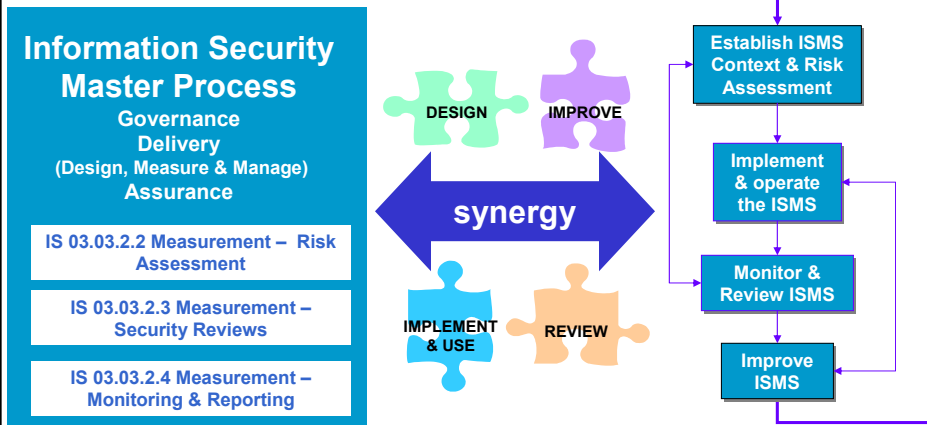 Information Security
Master Process
Governance
Delivery
(Design, Measure & Manage)
Assurance
IS 03.03.2.2 Measurement – Risk
Assessment
IS 03.03.2.3 Measurement –
Security Reviews
IS 03.03.2.4 Measurement –
Monitoring & Reporting
DESIGN
IMPROVE
synergy
IMPLEMENT
& USE
REVIEW
Establish ISMS
Context & Risk
Assessment
Implement
& operate
the ISMS
Monitor &
Review ISMS
Improve
ISMS